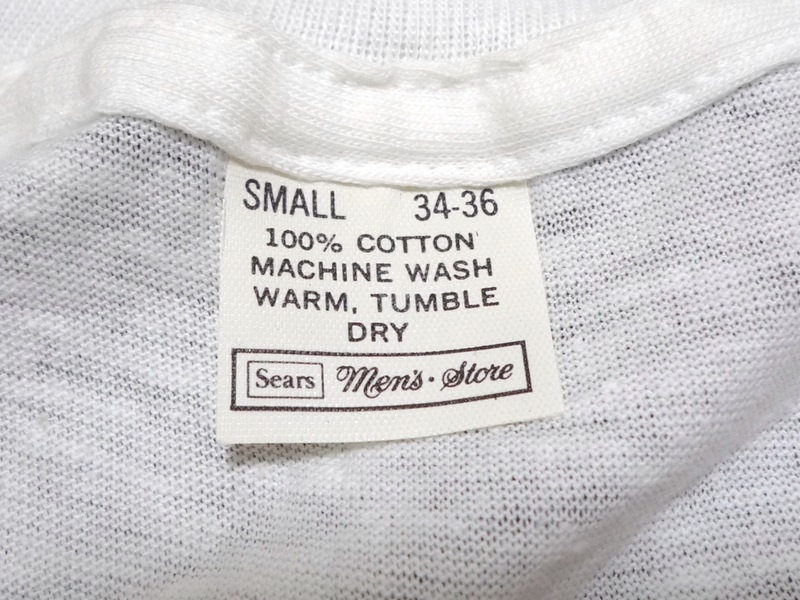 SMALL 34-36
100% COTTON
MACHINE WASH
WARM, TUMBLE
DRY
Sears Men's · Store